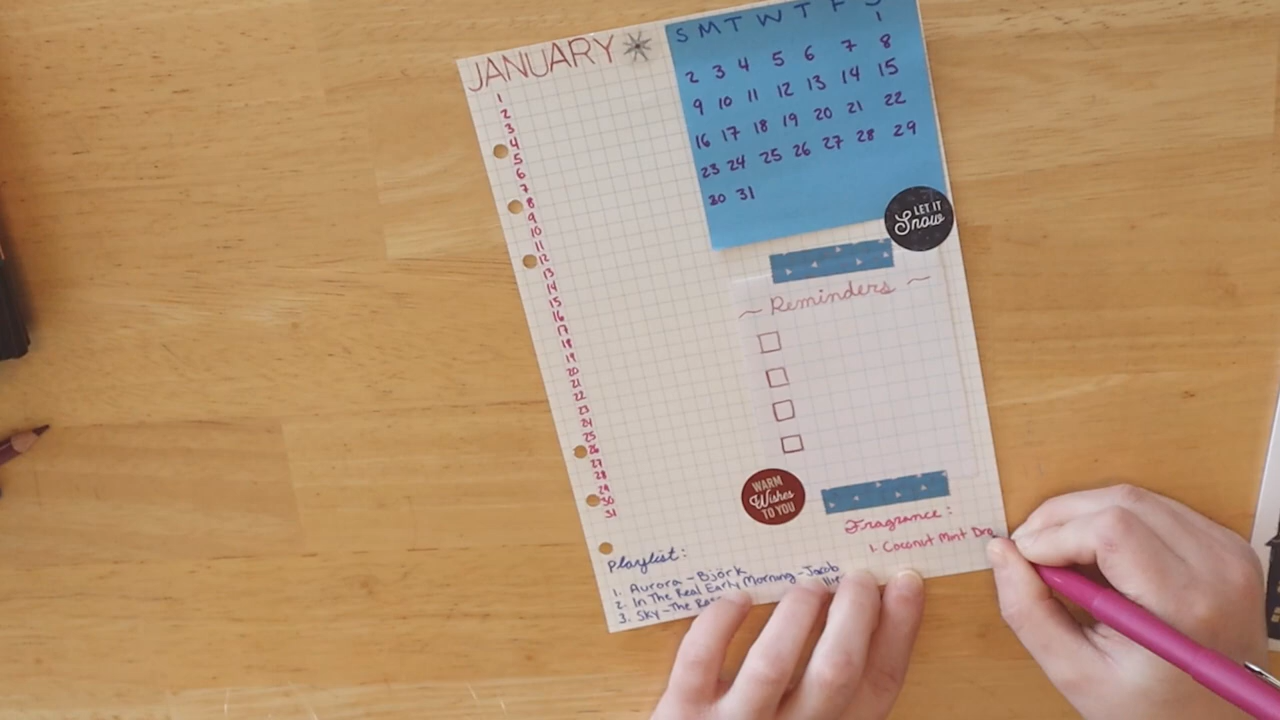 JANUARY
1
2
3
4
5
6
7
8
9
10
11
12
13
14
15
16
17
18
19
20
21
22
23
24
25
26
27
28
29
30
31
S M T W T F S
1
2 3 4 5 6 7 8
9 10 11 12 13 14 15
16 17 18 19 20 21 22
23 24 25 26 27 28 29
30 31
LET IT
Snow
~ Reminders ~
WARM
Wishes
TO YOU
Fragrance:
1. Coconut Mint Dro
Playlist:
1. Aurora - Björk
2. In The Real Early Morning - Jacob
3. Sky - The